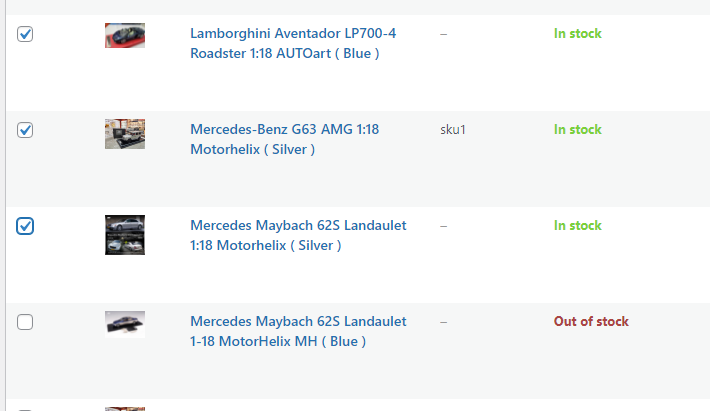 Lamborghini Aventador LP700-4
Roadster 1:18 AUTOart ( Blue )
–
In stock
Mercedes-Benz G63 AMG 1:18
Motorhelix ( Silver )
sku1
In stock
Mercedes Maybach 62S Landaulet
1:18 Motorhelix ( Silver )
–
In stock
Mercedes Maybach 62S Landaulet
1-18 MotorHelix MH ( Blue )
–
Out of stock